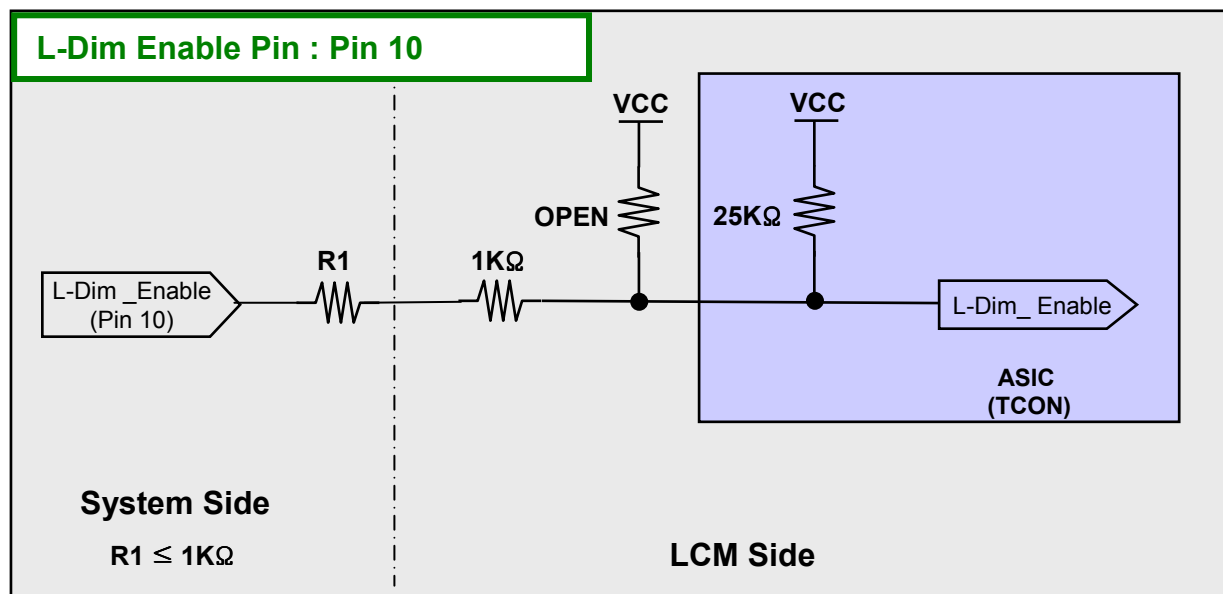 L-Dim Enable Pin : Pin 10
VCC
VCC
OPEN
25KΩ
R1
1KΩ
L-Dim _Enable
(Pin 10)
L-Dim_ Enable
ASIC
(TCON)
System Side
R1 ≤ 1KΩ
LCM Side